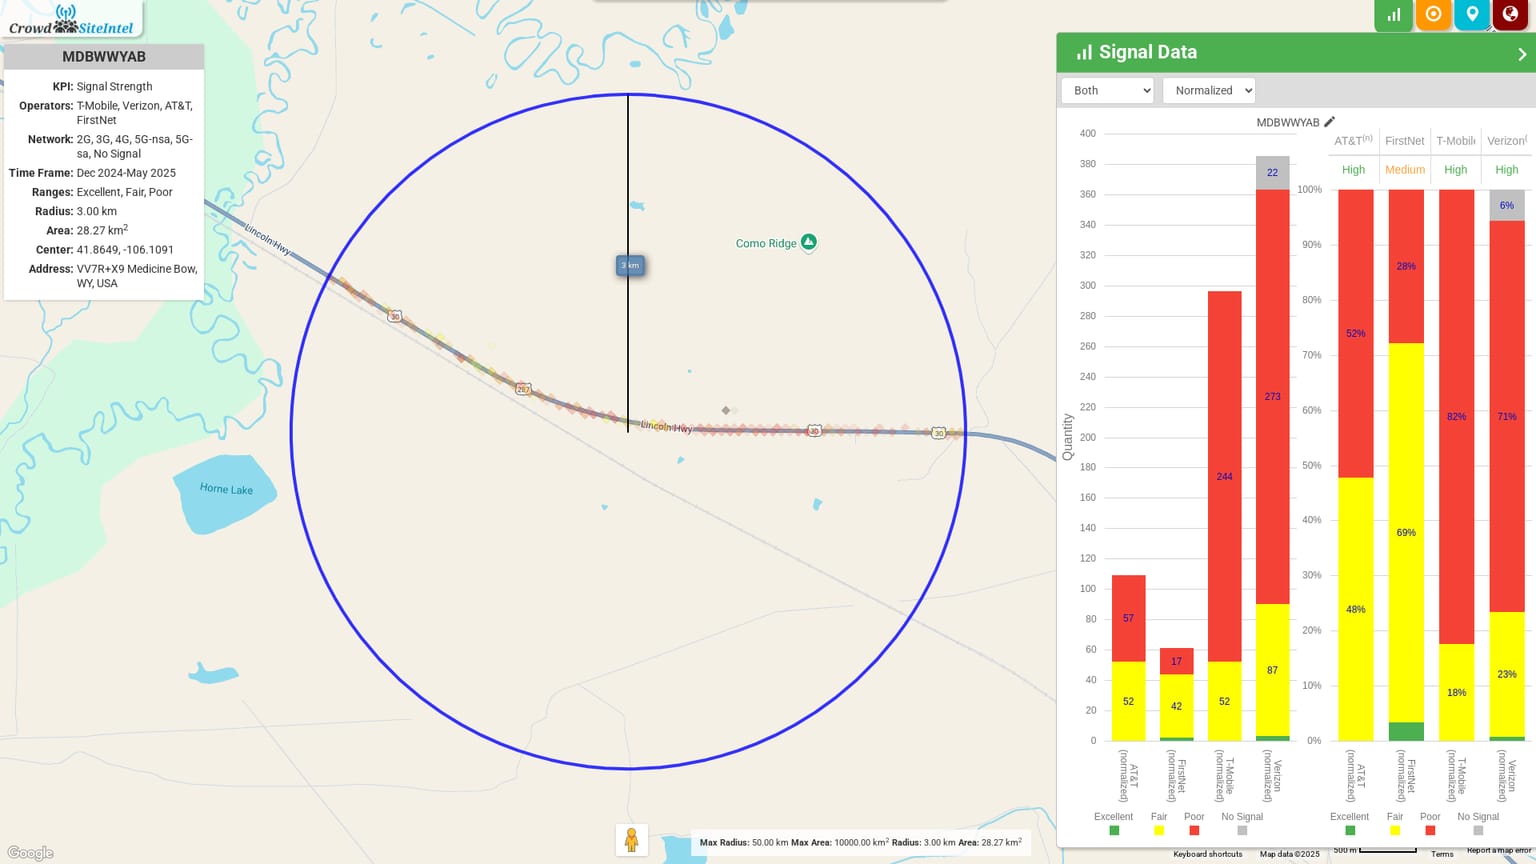 Crowd SiteIntel
MDBWWYAB
KPI: Signal Strength
Operators: T-Mobile, Verizon, AT&T,
FirstNet
Network: 2G, 3G, 4G, 5G-nsa, 5G-
sa, No Signal
Time Frame: Dec 2024-May 2025
Ranges: Excellent, Fair, Poor
Radius: 3.00 km
Area: 28.27 km²
Center: 41.8649, -106.1091
Address: VV7R+X9 Medicine Bow,
WY, USA
Lincoln Hwy
Como Ridge
3 km
30
287
Lincoln Hwy
30
30
Horne Lake
Google
Max Radius: 50.00 km Max Area: 10000.00 km² Radius: 3.00 km Area: 28.27 km²
Signal Data
Both
Normalized
MDBWWYAB
Quantity
400
380
360
340
320
300
280
260
240
220
200
180
160
140
120
100
80
60
40
20
0
57
52
17
42
244
52
22
273
87
AT&T (normalized)
FirstNet (normalized)
T-Mobile (normalized)
Verizon (normalized)
Excellent Fair Poor No Signal
AT&T(n) FirstNet T-Mobile Verizon(
High Medium High High
100%
90%
80%
70%
60%
50%
40%
30%
20%
10%
0%
52%
48%
28%
69%
82%
18%
6%
71%
23%
AT&T (normalized)
FirstNet (normalized)
T-Mobile (normalized)
Verizon (normalized)
Excellent Fair Poor No Signal
Keyboard shortcuts Map data ©2025 500 m Terms Report a map error